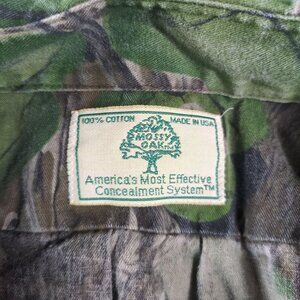 100% COTTON MADE IN USA
MOSSY
OAK
America's Most Effective
Concealment System™